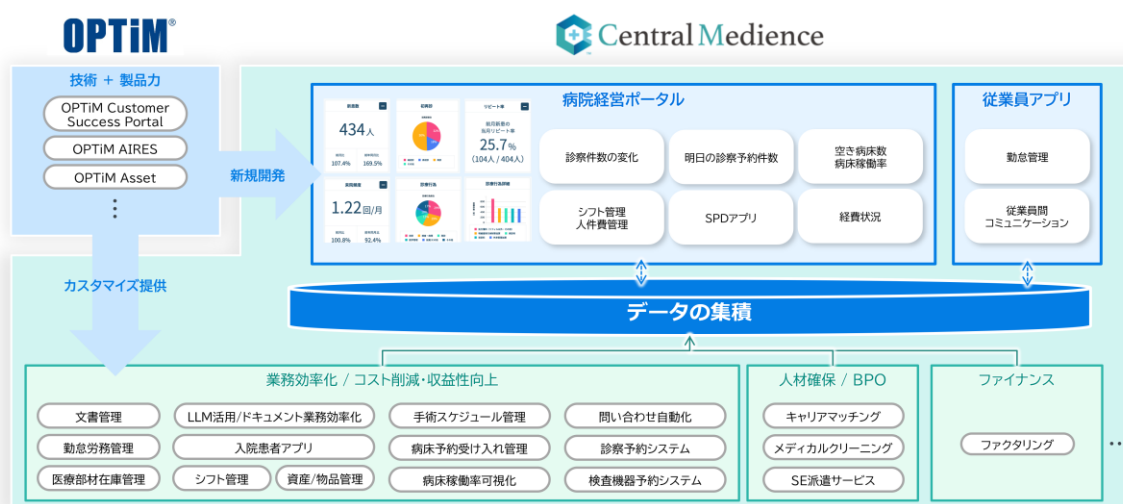 OPTiM®
Central Medience
技術 + 製品力
OPTiM Customer
Success Portal
OPTiM AIRES
OPTiM Asset
⋮
新規開発
カスタマイズ提供
病院経営ポータル
434人
107.4%
169.5%
リピート率
25.7%
(104人 / 404人)
1.22回/月
100.8%
92.4%
診察件数の変化
明日の診察予約件数
空き病床数
病床稼働率
シフト管理
人件費管理
SPDアプリ
経費状況
従業員アプリ
勤怠管理
従業員間
コミュニケーション
データの集積
業務効率化 / コスト削減・収益性向上
文書管理
LLM活用/ドキュメント業務効率化
手術スケジュール管理
問い合わせ自動化
勤怠労務管理
入院患者アプリ
病床予約受け入れ管理
診察予約システム
医療部材在庫管理
シフト管理
資産/物品管理
病床稼働率可視化
検査機器予約システム
人材確保 / BPO
キャリアマッチング
メディカルクリーニング
SE派遣サービス
ファイナンス
ファクタリング
…